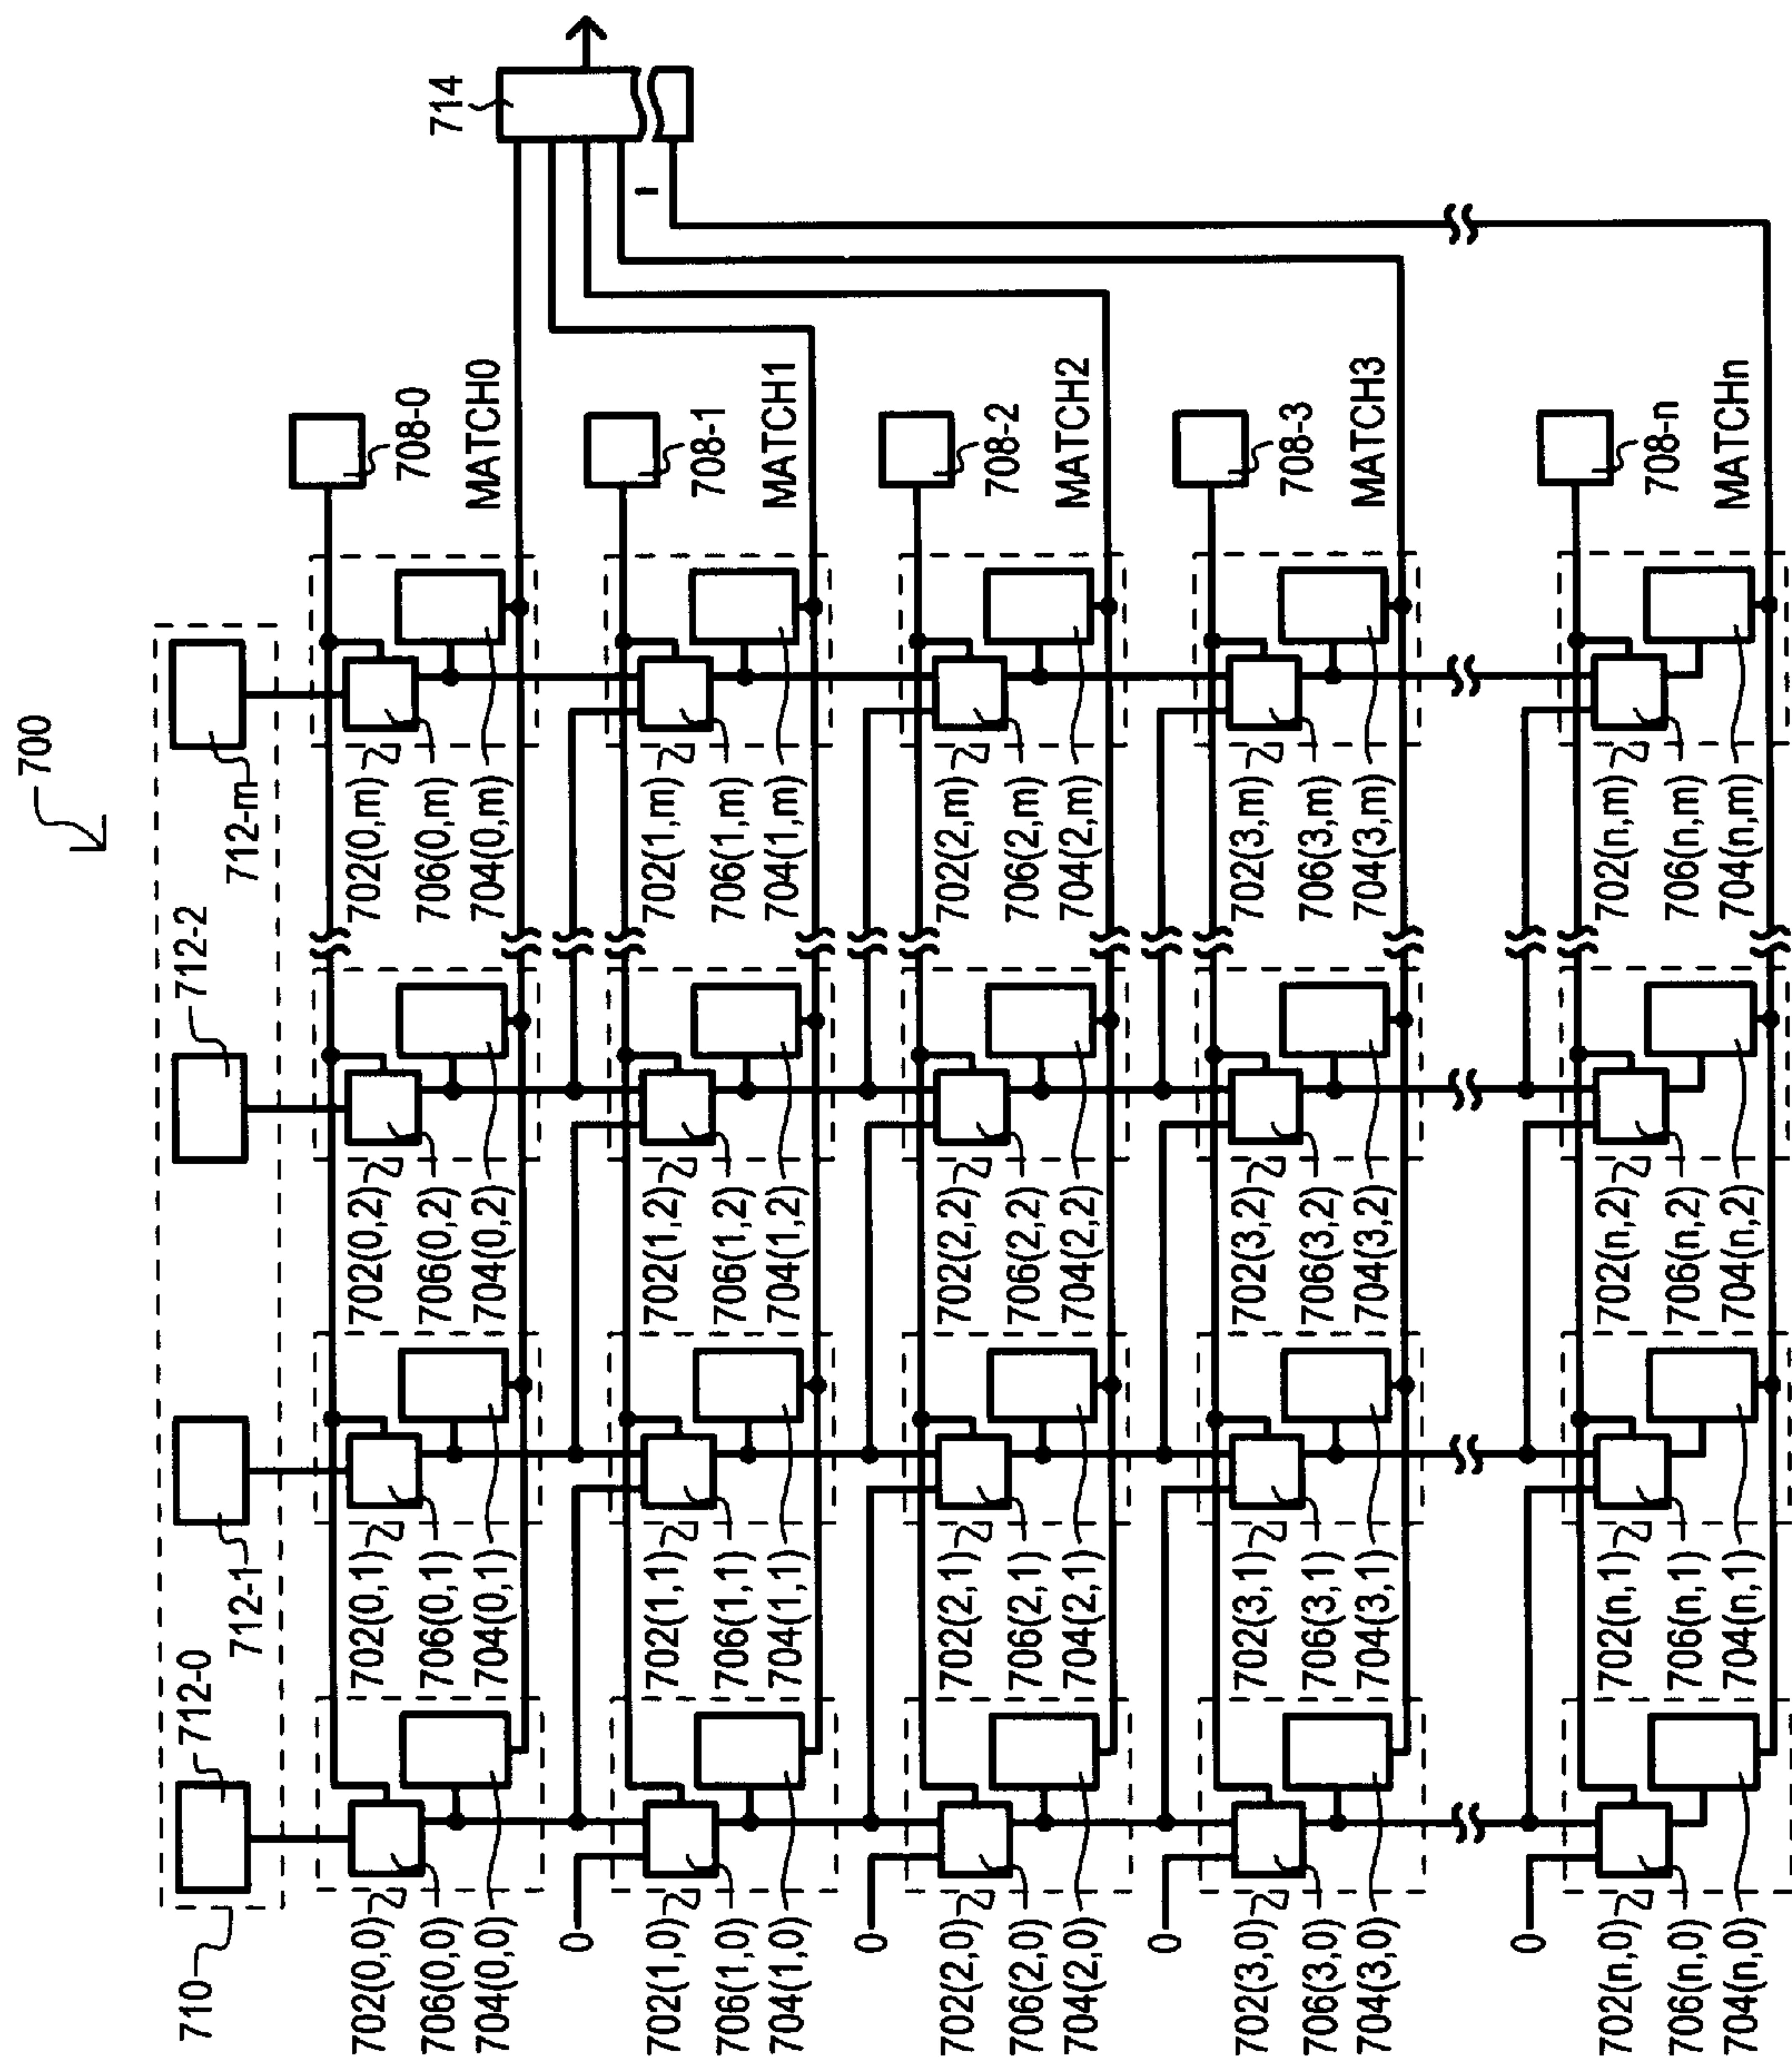 700
710
712-0
712-1
712-2
712-m
714
702(0,0)
706(0,0)
704(0,0)
702(0,1)
706(0,1)
704(0,1)
702(0,2)
706(0,2)
704(0,2)
702(0,m)
706(0,m)
704(0,m)
708-0
MATCH0
0
702(1,0)
706(1,0)
704(1,0)
702(1,1)
706(1,1)
704(1,1)
702(1,2)
706(1,2)
704(1,2)
702(1,m)
706(1,m)
704(1,m)
708-1
MATCH1
0
702(2,0)
706(2,0)
704(2,0)
702(2,1)
706(2,1)
704(2,1)
702(2,2)
706(2,2)
704(2,2)
702(2,m)
706(2,m)
704(2,m)
708-2
MATCH2
0
702(3,0)
706(3,0)
704(3,0)
702(3,1)
706(3,1)
704(3,1)
702(3,2)
706(3,2)
704(3,2)
702(3,m)
706(3,m)
704(3,m)
708-3
MATCH3
0
702(n,0)
706(n,0)
704(n,0)
702(n,1)
706(n,1)
704(n,1)
702(n,2)
706(n,2)
704(n,2)
702(n,m)
706(n,m)
704(n,m)
708-n
MATCHn